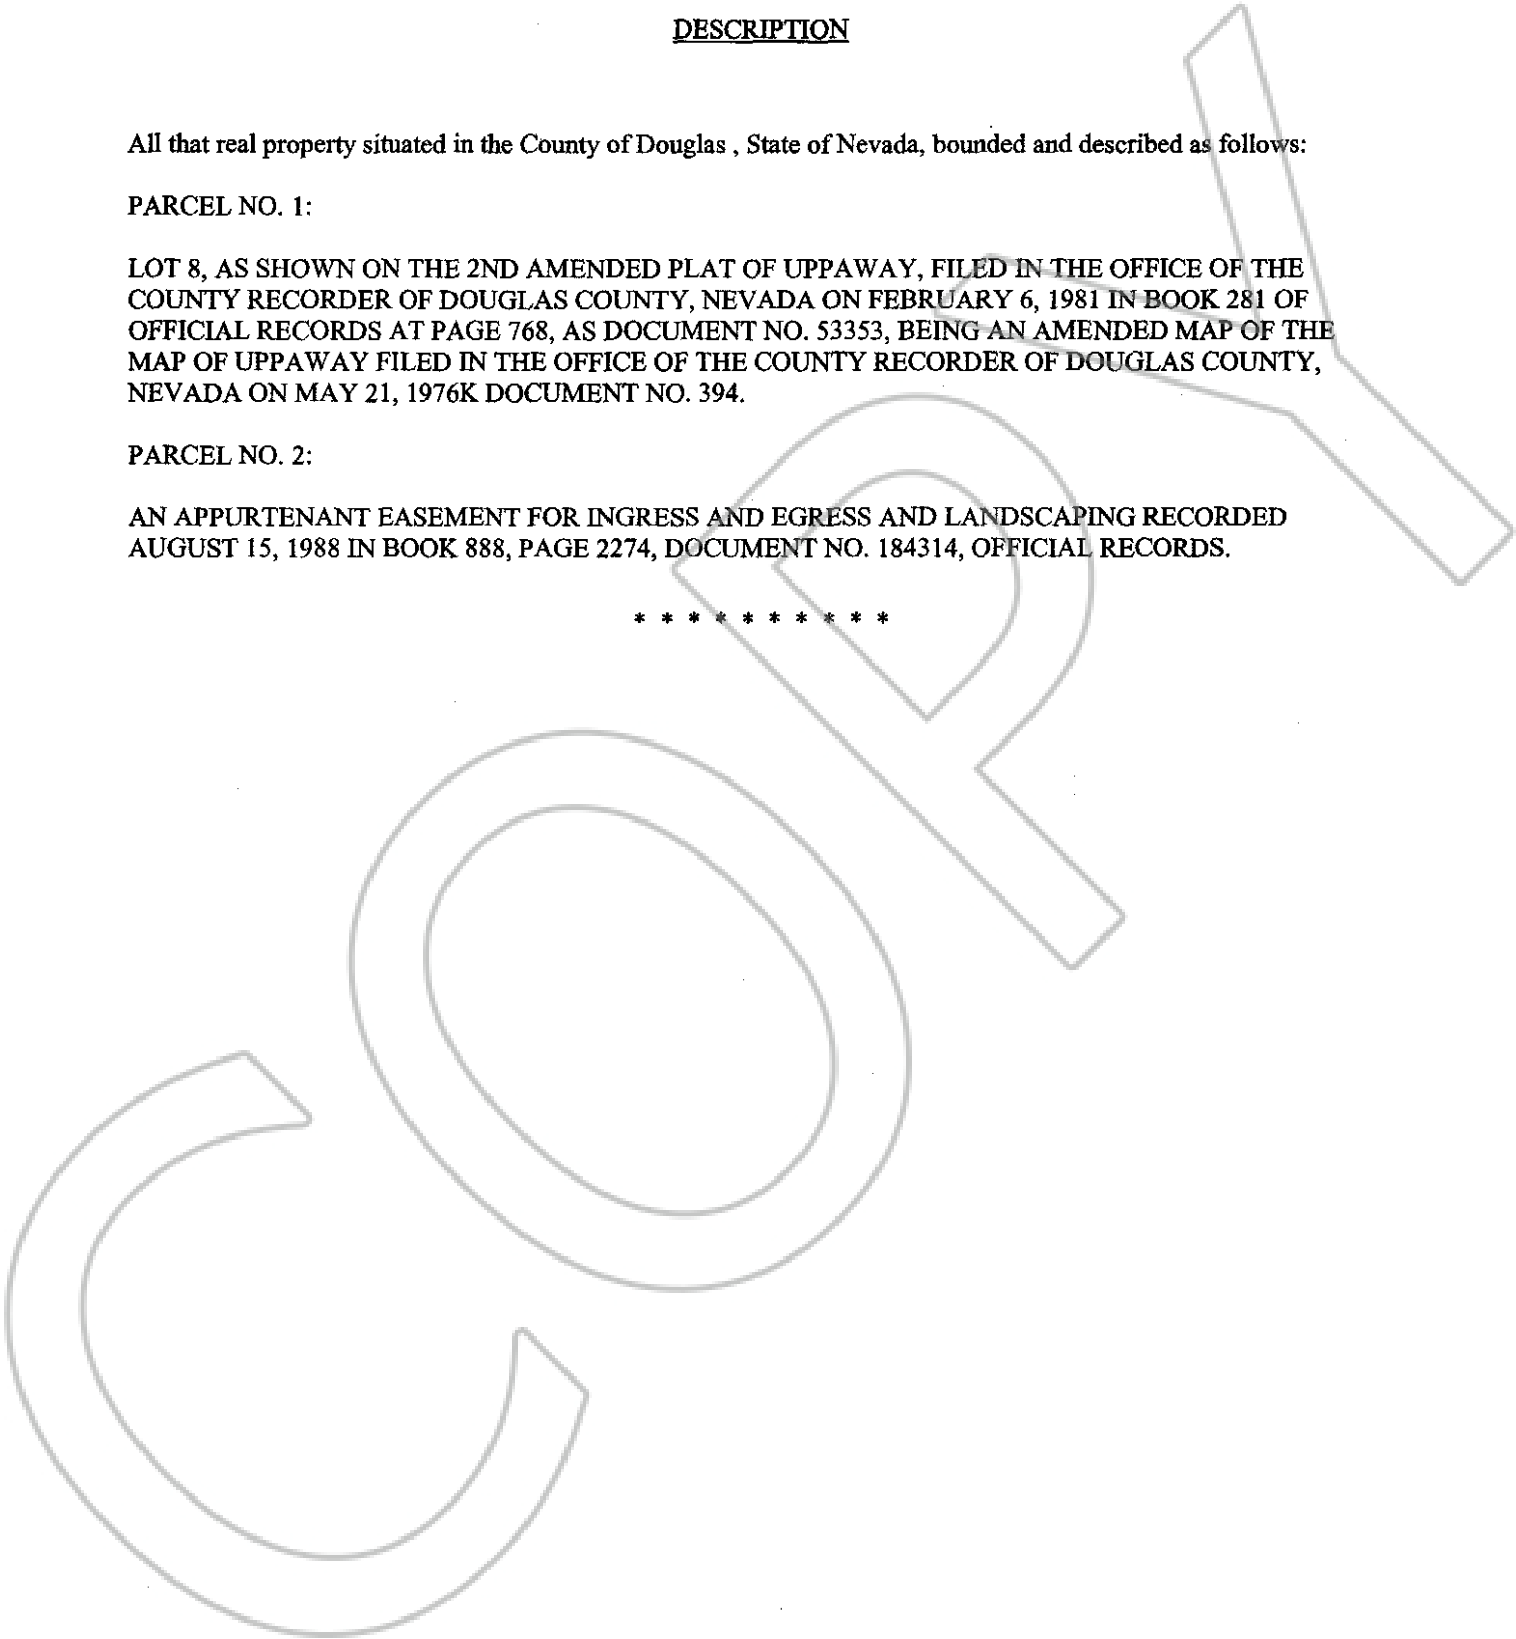 DESCRIPTION
All that real property situated in the County of Douglas , State of Nevada, bounded and described as follows:
PARCEL NO. 1:
LOT 8, AS SHOWN ON THE 2ND AMENDED PLAT OF UPPAWAY, FILED IN THE OFFICE OF THE
COUNTY RECORDER OF DOUGLAS COUNTY, NEVADA ON FEBRUARY 6, 1981 IN BOOK 281 OF
OFFICIAL RECORDS AT PAGE 768, AS DOCUMENT NO. 53353, BEING AN AMENDED MAP OF THE
MAP OF UPPAWAY FILED IN THE OFFICE OF THE COUNTY RECORDER OF DOUGLAS COUNTY,
NEVADA ON MAY 21, 1976K DOCUMENT NO. 394.
PARCEL NO. 2:
AN APPURTENANT EASEMENT FOR INGRESS AND EGRESS AND LANDSCAPING RECORDED
AUGUST 15, 1988 IN BOOK 888, PAGE 2274, DOCUMENT NO. 184314, OFFICIAL RECORDS.
* * * * * * * * * *
COPY